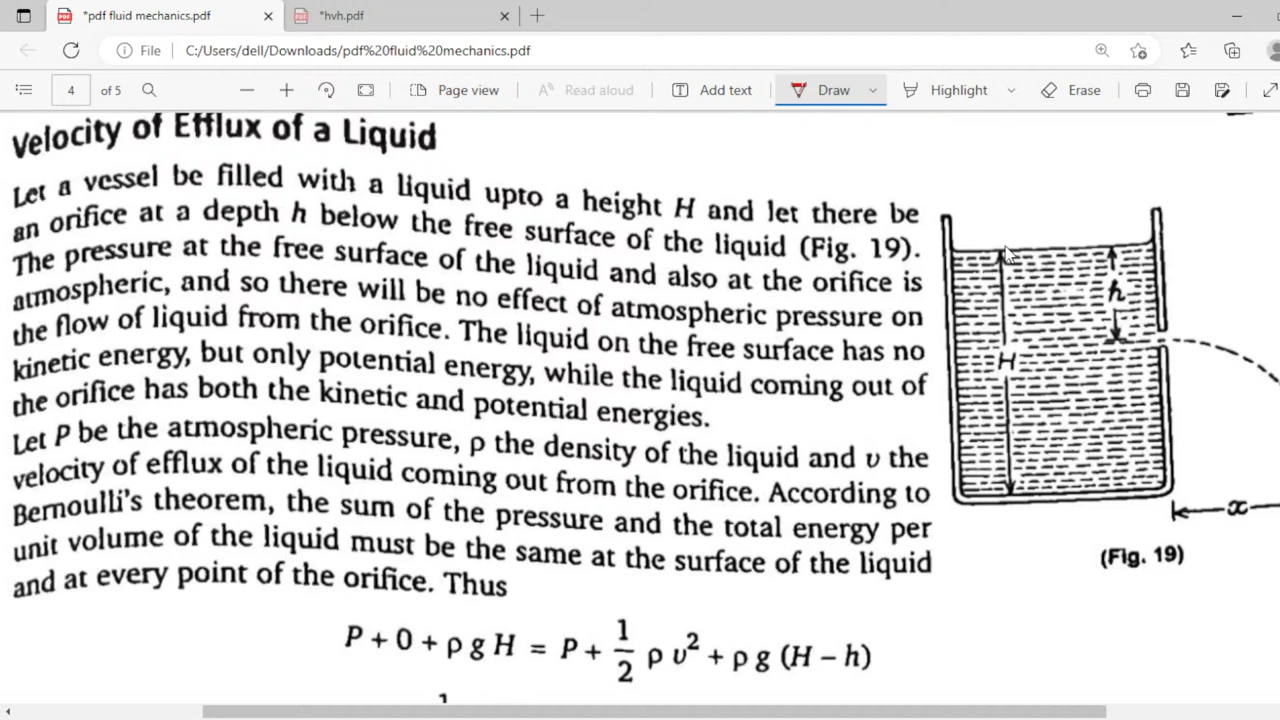 *pdf fluid mechanics.pdf
*hvh.pdf
File
C:/Users/dell/Downloads/pdf%20fluid%20mechanics.pdf
4 of 5
Page view
Read aloud
Add text
Draw
Highlight
Erase
Velocity of Efflux of a Liquid
Let a vessel be filled with a liquid upto a height H and let there be
an orifice at a depth h below the free surface of the liquid (Fig. 19).
The pressure at the free surface of the liquid and also at the orifice is
atmospheric, and so there will be no effect of atmospheric pressure on
the flow of liquid from the orifice. The liquid on the free surface has no
kinetic energy, but only potential energy, while the liquid coming out of
the orifice has both the kinetic and potential energies.
Let P be the atmospheric pressure, ρ the density of the liquid and υ the
velocity of efflux of the liquid coming out from the orifice. According to
Bernoulli's theorem, the sum of the pressure and the total energy per
unit volume of the liquid must be the same at the surface of the liquid
and at every point of the orifice. Thus
P + 0 + ρ g H = P + 1/2 ρ υ² + ρ g (H – h)
1
h
H
x
(Fig. 19)